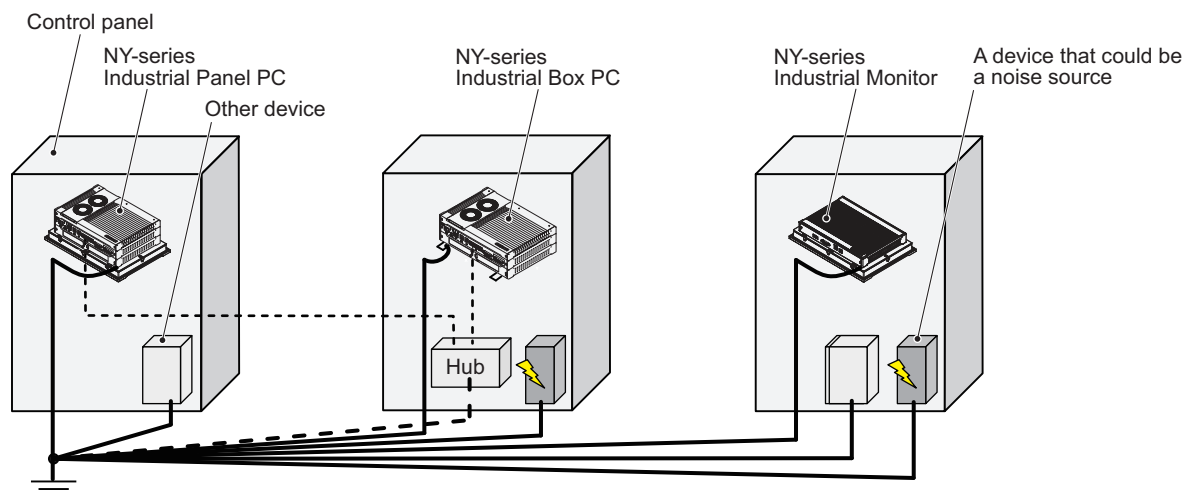 Control panel
NY-series
Industrial Panel PC
Other device
NY-series
Industrial Box PC
NY-series
Industrial Monitor
A device that could be
a noise source
Hub